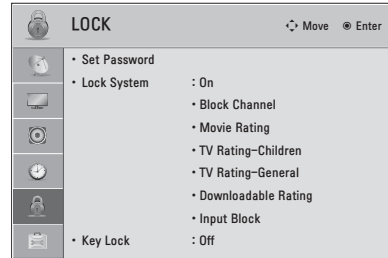 LOCK Move Enter
• Set Password
• Lock System : On
• Block Channel
• Movie Rating
• TV Rating-Children
• TV Rating-General
• Downloadable Rating
• Input Block
• Key Lock : Off